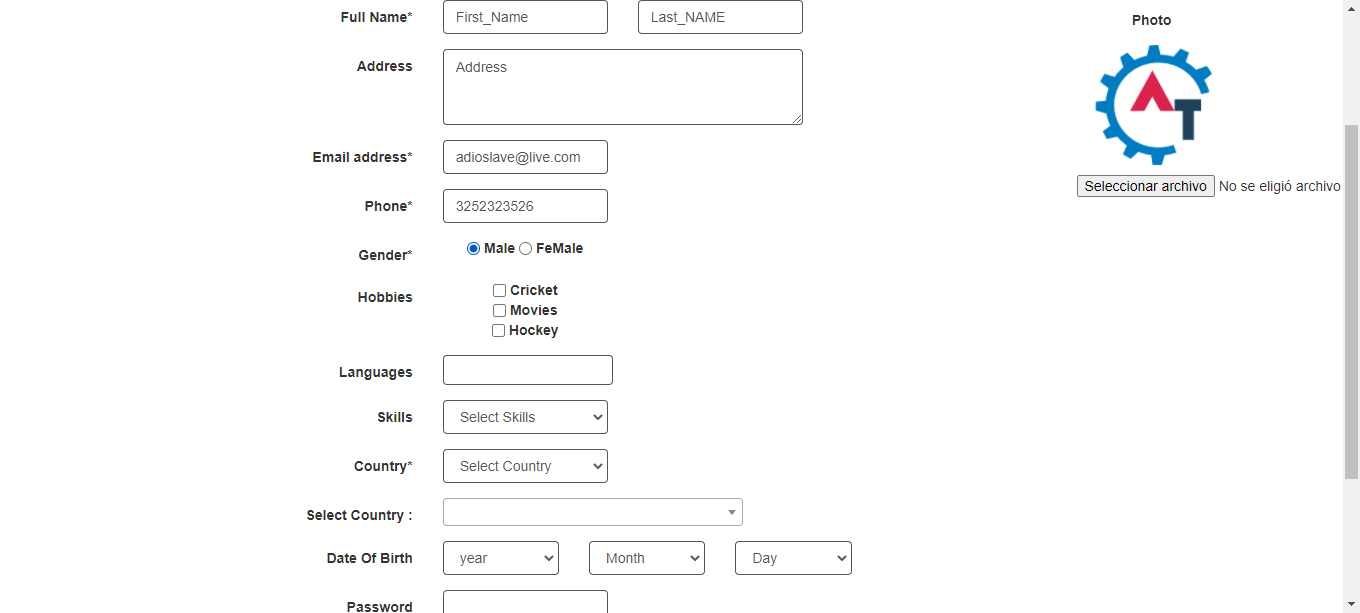 Full Name* First_Name Last_NAME Photo
Address Address
AT
Email address* adioslave@live.com
Seleccionar archivo No se eligió archivo
Phone* 3252323526
Gender* Male FeMale
Hobbies Cricket
Movies
Hockey
Languages
Skills Select Skills
Country* Select Country
Select Country :
Date Of Birth year Month Day
Password